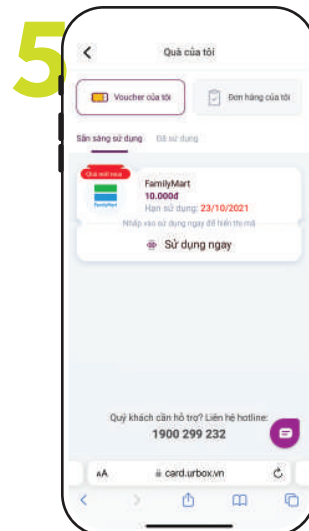 5
Quà của tôi
Voucher của tôi
Đơn hàng của tôi
Sẵn sàng sử dụng
Đã sử dụng
Quà mới mua
FamilyMart
FamilyMart
10.000đ
Hạn sử dụng: 23/10/2021
Nhấp vào sử dụng ngay để hiển thị mã
Sử dụng ngay
Quý khách cần hỗ trợ? Liên hệ hotline:
1900 299 232
AA
card.urbox.vn